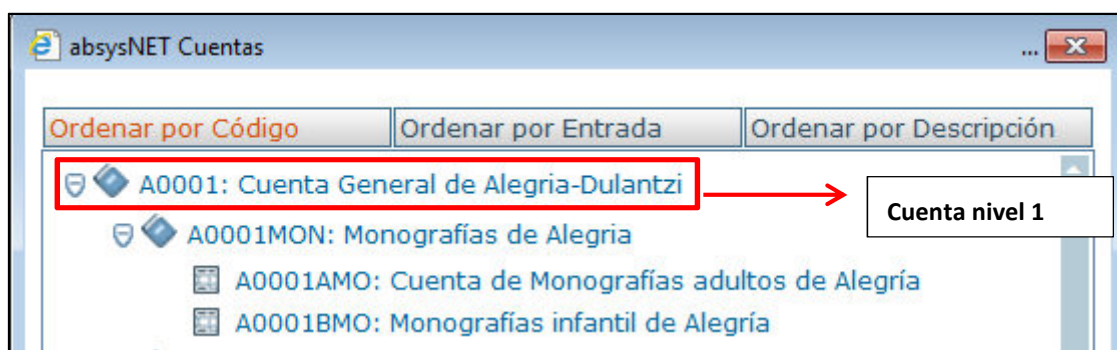 absysNET Cuentas
...
Ordenar por Código Ordenar por Entrada Ordenar por Descripción
A0001: Cuenta General de Alegria-Dulantzi
Cuenta nivel 1
A0001MON: Monografías de Alegria
A0001AMO: Cuenta de Monografías adultos de Alegría
A0001BMO: Monografías infantil de Alegría